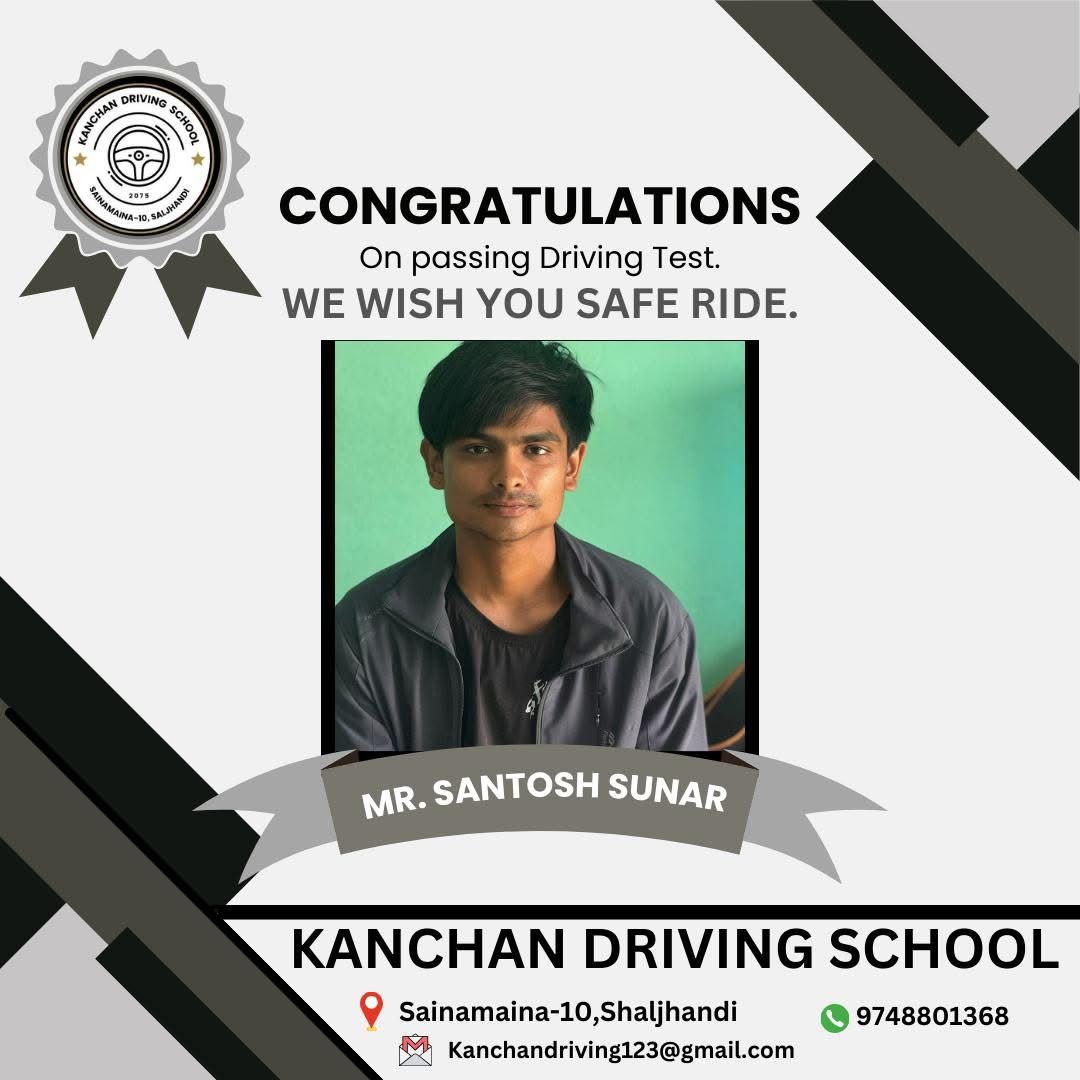 KANCHAN DRIVING SCHOOL
2075
SAINAMAINA-10, SALJHANDI
CONGRATULATIONS
On passing Driving Test.
WE WISH YOU SAFE RIDE.
MR. SANTOSH SUNAR
KANCHAN DRIVING SCHOOL
Sainamaina-10,Shaljhandi
9748801368
Kanchandriving123@gmail.com